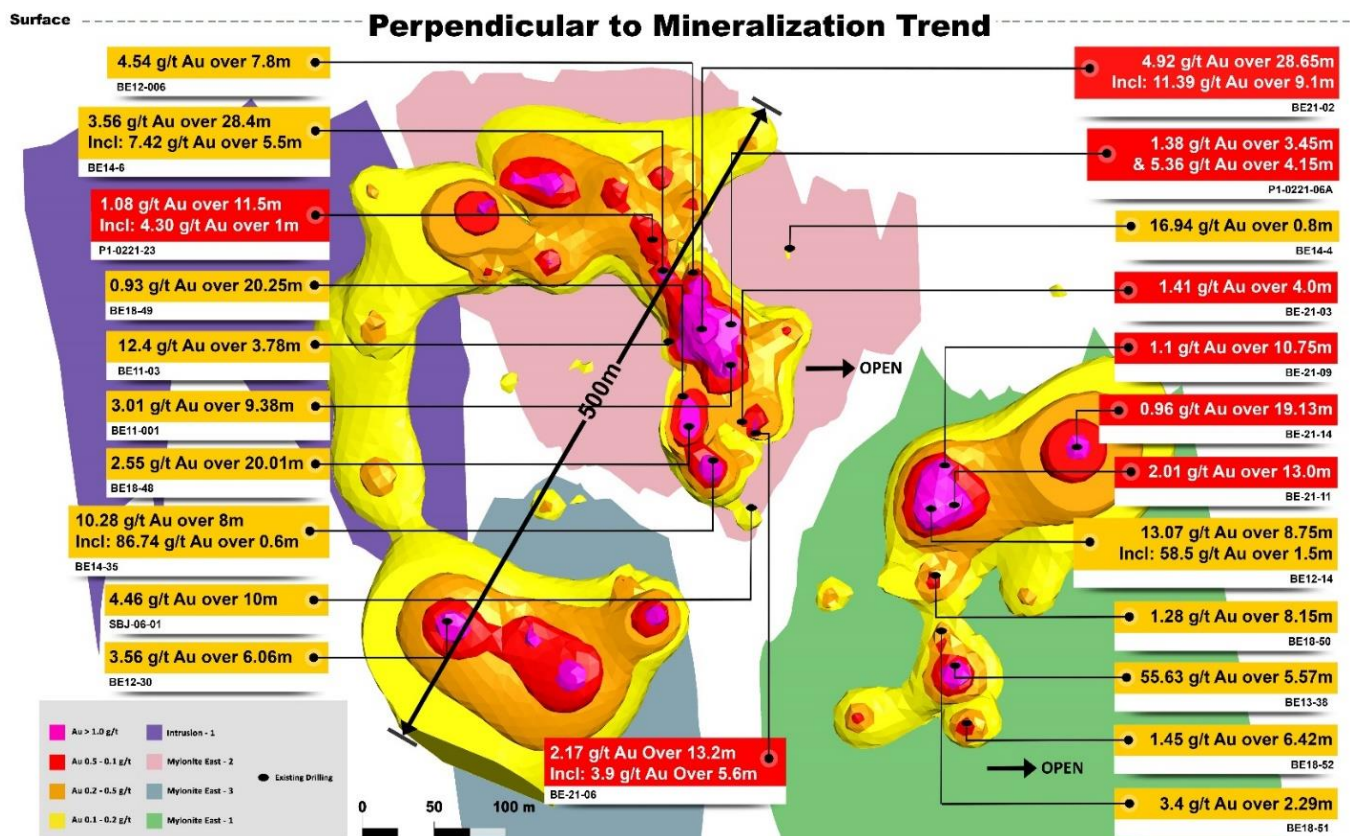 Surface
Perpendicular to Mineralization Trend
4.54 g/t Au over 7.8m
BE12-006
3.56 g/t Au over 28.4m
Incl: 7.42 g/t Au over 5.5m
BE14-6
1.08 g/t Au over 11.5m
Incl: 4.30 g/t Au over 1m
P1-0221-23
0.93 g/t Au over 20.25m
BE18-49
12.4 g/t Au over 3.78m
BE11-03
3.01 g/t Au over 9.38m
BE11-001
2.55 g/t Au over 20.01m
BE18-48
10.28 g/t Au over 8m
Incl: 86.74 g/t Au over 0.6m
BE14-35
4.46 g/t Au over 10m
SBJ-06-01
3.56 g/t Au over 6.06m
BE12-30
500m
OPEN
4.92 g/t Au over 28.65m
Incl: 11.39 g/t Au over 9.1m
BE21-02
1.38 g/t Au over 3.45m
& 5.36 g/t Au over 4.15m
P1-0221-06A
16.94 g/t Au over 0.8m
BE14-4
1.41 g/t Au over 4.0m
BE-21-03
1.1 g/t Au over 10.75m
BE-21-09
0.96 g/t Au over 19.13m
BE-21-14
2.01 g/t Au over 13.0m
BE-21-11
13.07 g/t Au over 8.75m
Incl: 58.5 g/t Au over 1.5m
BE12-14
1.28 g/t Au over 8.15m
BE18-50
55.63 g/t Au over 5.57m
BE13-38
1.45 g/t Au over 6.42m
BE18-52
3.4 g/t Au over 2.29m
BE18-51
OPEN
2.17 g/t Au Over 13.2m
Incl: 3.9 g/t Au Over 5.6m
BE-21-06
Au > 1.0 g/t
Au 0.5 - 0.1 g/t
Au 0.2 - 0.5 g/t
Au 0.1 - 0.2 g/t
Intrusion - 1
Mylonite East - 2
Mylonite East - 3
Mylonite East - 1
Existing Drilling
0 50 100 m